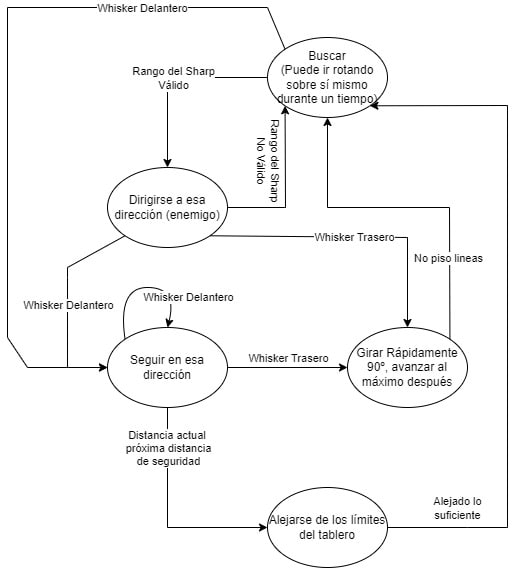 Whisker Delantero
Buscar
(Puede ir rotando
sobre sí mismo
durante un tiempo)
Rango del Sharp
Válido
Rango del Sharp
No Válido
Dirigirse a esa
dirección (enemigo)
Whisker Trasero
No piso lineas
Whisker Delantero
Whisker Delantero
Seguir en esa
dirección
Whisker Trasero
Girar Rápidamente
90º, avanzar al
máximo después
Distancia actual
próxima distancia
de seguridad
Alejarse de los límites
del tablero
Alejado lo
suficiente